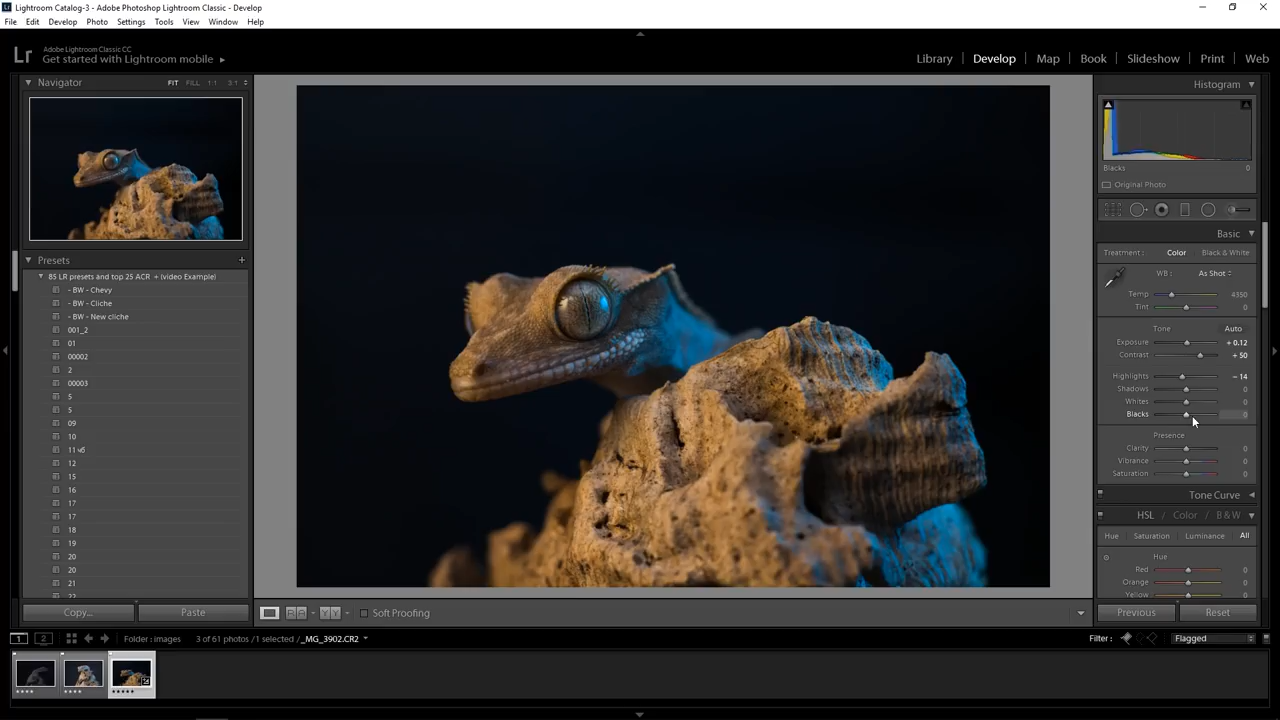 Lightroom Catalog-3 - Adobe Photoshop Lightroom Classic - Develop
File Edit Develop Photo Settings Tools View Window Help
Lr Adobe Lightroom Classic CC
Get started with Lightroom mobile
Library | Develop | Map | Book | Slideshow | Print | Web
Navigator FIT FILL 1:1 3:1
Histogram
Blacks 0
Original Photo
Basic
Treatment : Color Black & White
WB : As Shot
Temp 4350
Tint
Tone Auto
Exposure + 0.12
Contrast + 50
Highlights − 14
Shadows 0
Whites 0
Blacks 0
Presence
Clarity 0
Vibrance 0
Saturation 0
Tone Curve
HSL / Color / B & W
Hue Saturation Luminance All
Hue
Red 0
Orange 0
Yellow 0
Presets +
85 LR presets and top 25 ACR + (video Example)
- BW - Chevy
- BW - Cliche
- BW - New cliche
001_2
01
00002
2
00003
5
5
09
10
11 чб
12
15
16
17
17
18
19
20
20
21
22
Copy... Paste
Soft Proofing
Previous Reset
1 2 Folder : images 3 of 61 photos / 1 selected / _MG_3902.CR2
Filter : Flagged